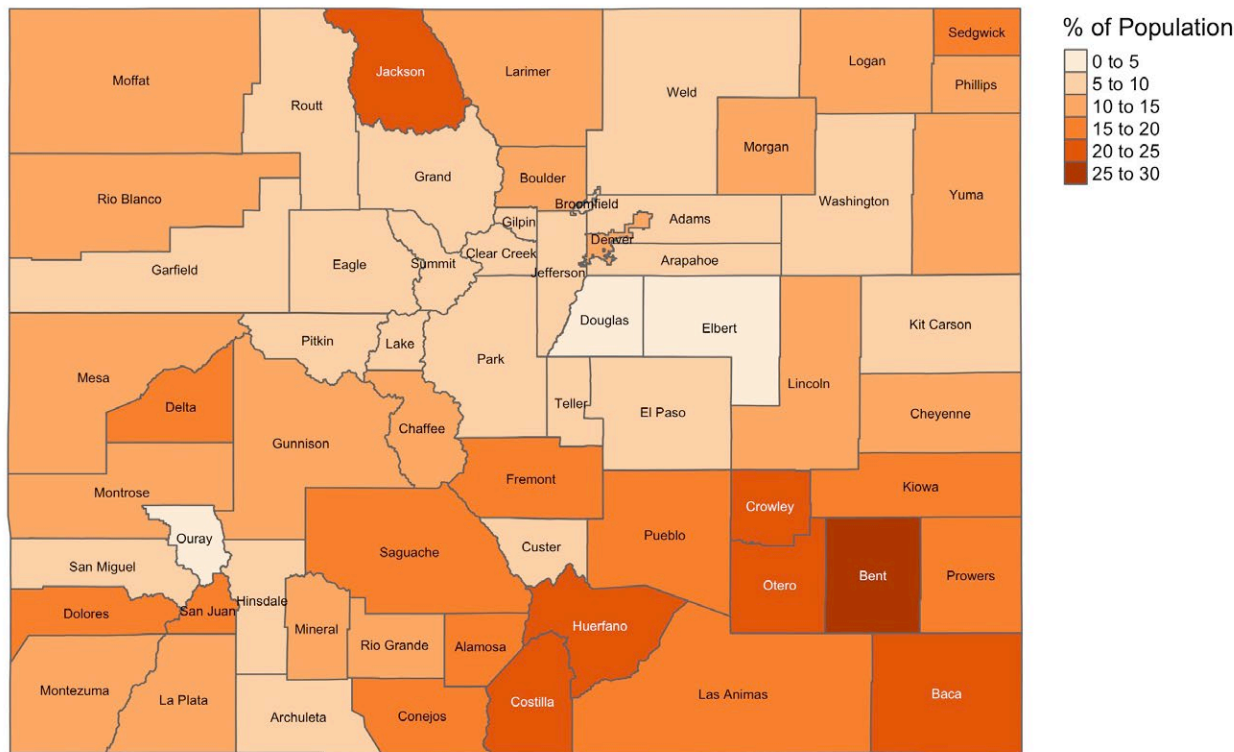 % of Population
0 to 5
5 to 10
10 to 15
15 to 20
20 to 25
25 to 30
Sedgwick
Moffat
Jackson
Larimer
Logan
Phillips
Weld
Routt
Morgan
Grand
Boulder
Rio Blanco
Yuma
Washington
Broomfield
Gilpin
Adams
Denver
Clear Creek
Arapahoe
Garfield
Eagle
Summit
Jefferson
Douglas
Elbert
Kit Carson
Pitkin
Lake
Park
Mesa
Lincoln
Teller
El Paso
Delta
Cheyenne
Chaffee
Gunnison
Fremont
Kiowa
Montrose
Crowley
Pueblo
Ouray
Saguache
Custer
San Miguel
Otero
Bent
Prowers
Hinsdale
Dolores
San Juan
Mineral
Huerfano
Rio Grande
Alamosa
Montezuma
La Plata
Costilla
Las Animas
Baca
Archuleta
Conejos